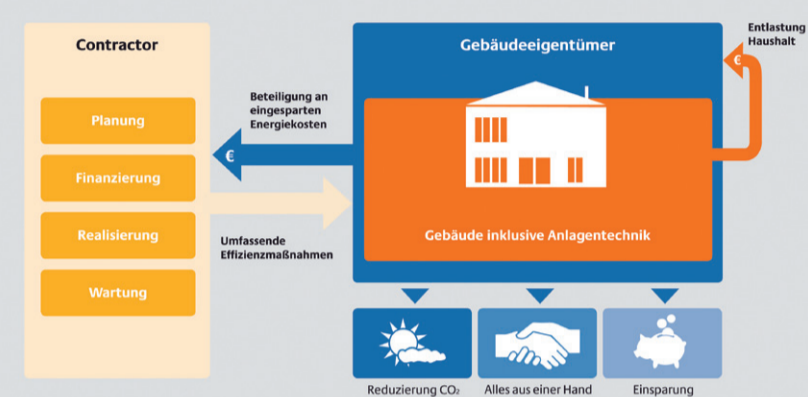 Contractor
Planung
Finanzierung
Realisierung
Wartung
Beteiligung an
eingesparten
Energiekosten
€
Umfassende
Effizienzmaßnahmen
Gebäudeeigentümer
Gebäude inklusive Anlagentechnik
Entlastung
Haushalt
€
Reduzierung CO₂
Alles aus einer Hand
Einsparung